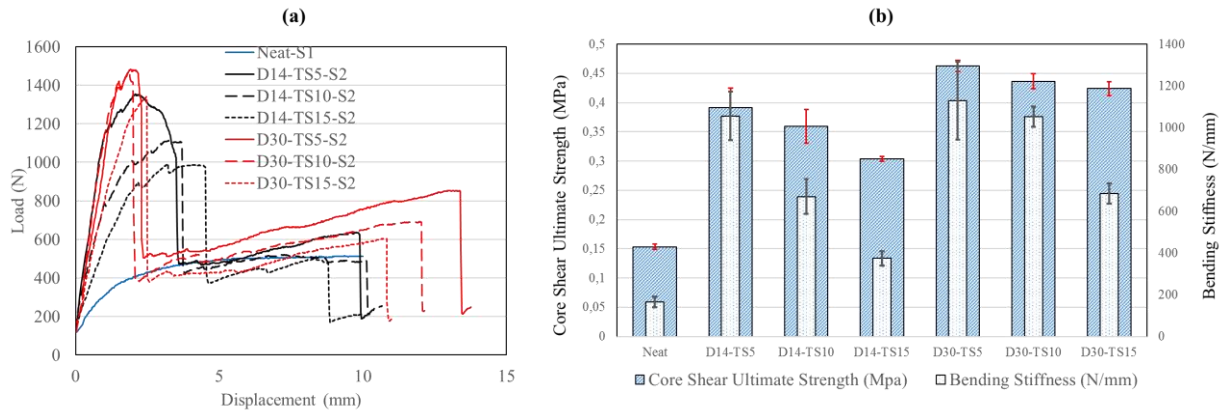 (a)
1600
1400
1200
1000
800
600
400
200
0
Load (N)
0
5
10
15
Displacement (mm)
Neat-S1
D14-TS5-S2
D14-TS10-S2
D14-TS15-S2
D30-TS5-S2
D30-TS10-S2
D30-TS15-S2
(b)
Core Shear Ultimate Strength (MPa)
0,5
0,45
0,4
0,35
0,3
0,25
0,2
0,15
0,1
0,05
0
1400
1200
1000
800
600
400
200
0
Bending Stiffness (N/mm)
Neat
D14-TS5
D14-TS10
D14-TS15
D30-TS5
D30-TS10
D30-TS15
Core Shear Ultimate Strength (Mpa)
Bending Stiffness (N/mm)